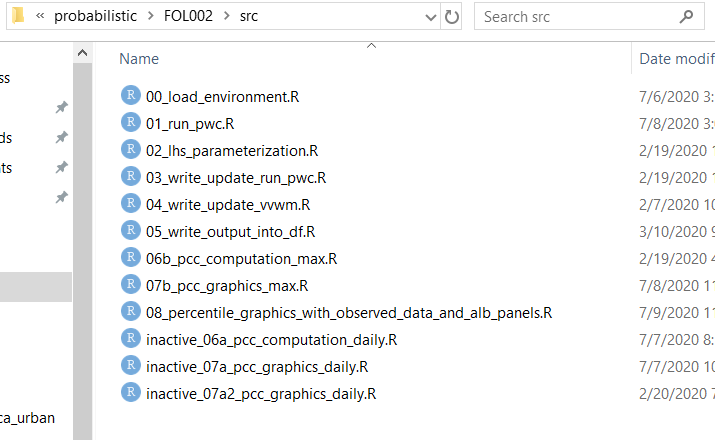 « probabilistic > FOL002 > src
Search src
Name Date modif
ss
ds
nts
ca_urban
R 00_load_environment.R 7/6/2020 3:
R 01_run_pwc.R 7/8/2020 3:
R 02_lhs_parameterization.R 2/19/2020 1
R 03_write_update_run_pwc.R 2/19/2020 1
R 04_write_update_vvwm.R 2/7/2020 10
R 05_write_output_into_df.R 3/10/2020 9
R 06b_pcc_computation_max.R 2/19/2020 4
R 07b_pcc_graphics_max.R 7/8/2020 11
R 08_percentile_graphics_with_observed_data_and_alb_panels.R 7/9/2020 11
R inactive_06a_pcc_computation_daily.R 7/7/2020 8:
R inactive_07a_pcc_graphics_daily.R 7/7/2020 10
R inactive_07a2_pcc_graphics_daily.R 2/20/2020 7